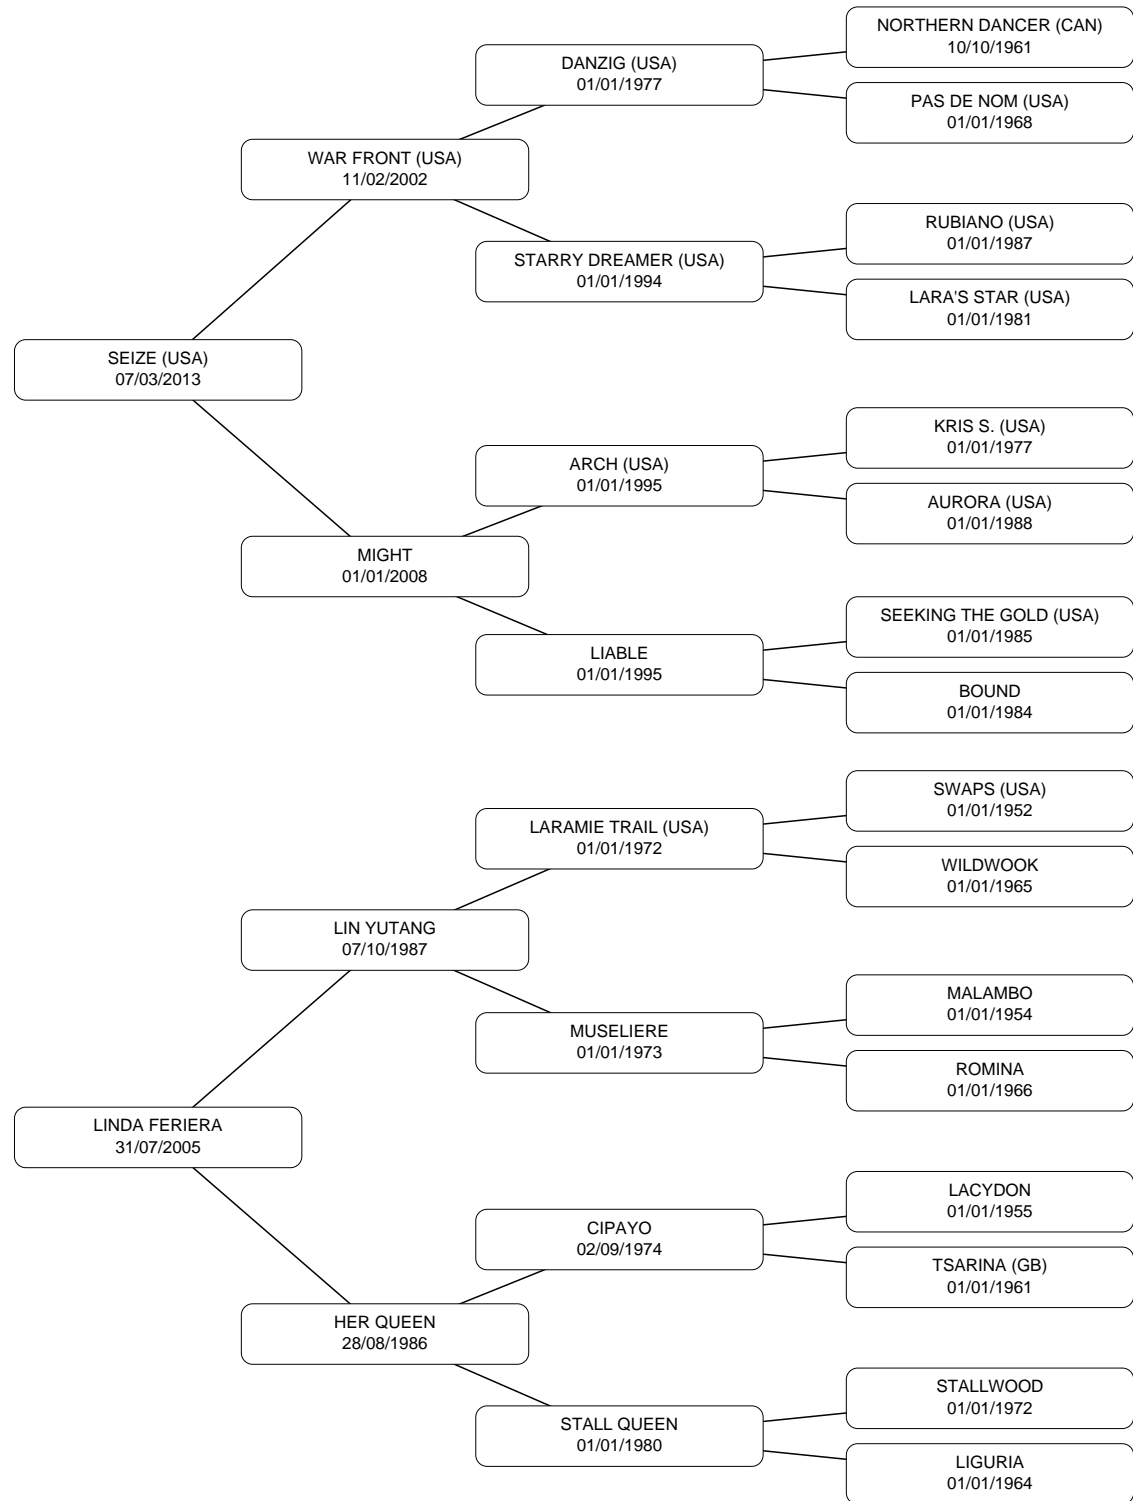 NORTHERN DANCER (CAN)
10/10/1961
DANZIG (USA)
01/01/1977
PAS DE NOM (USA)
01/01/1968
WAR FRONT (USA)
11/02/2002
RUBIANO (USA)
01/01/1987
STARRY DREAMER (USA)
01/01/1994
LARA'S STAR (USA)
01/01/1981
SEIZE (USA)
07/03/2013
KRIS S. (USA)
01/01/1977
ARCH (USA)
01/01/1995
AURORA (USA)
01/01/1988
MIGHT
01/01/2008
SEEKING THE GOLD (USA)
01/01/1985
LIABLE
01/01/1995
BOUND
01/01/1984
SWAPS (USA)
01/01/1952
LARAMIE TRAIL (USA)
01/01/1972
WILDWOOK
01/01/1965
LIN YUTANG
07/10/1987
MALAMBO
01/01/1954
MUSELIERE
01/01/1973
ROMINA
01/01/1966
LINDA FERIERA
31/07/2005
LACYDON
01/01/1955
CIPAYO
02/09/1974
TSARINA (GB)
01/01/1961
HER QUEEN
28/08/1986
STALLWOOD
01/01/1972
STALL QUEEN
01/01/1980
LIGURIA
01/01/1964